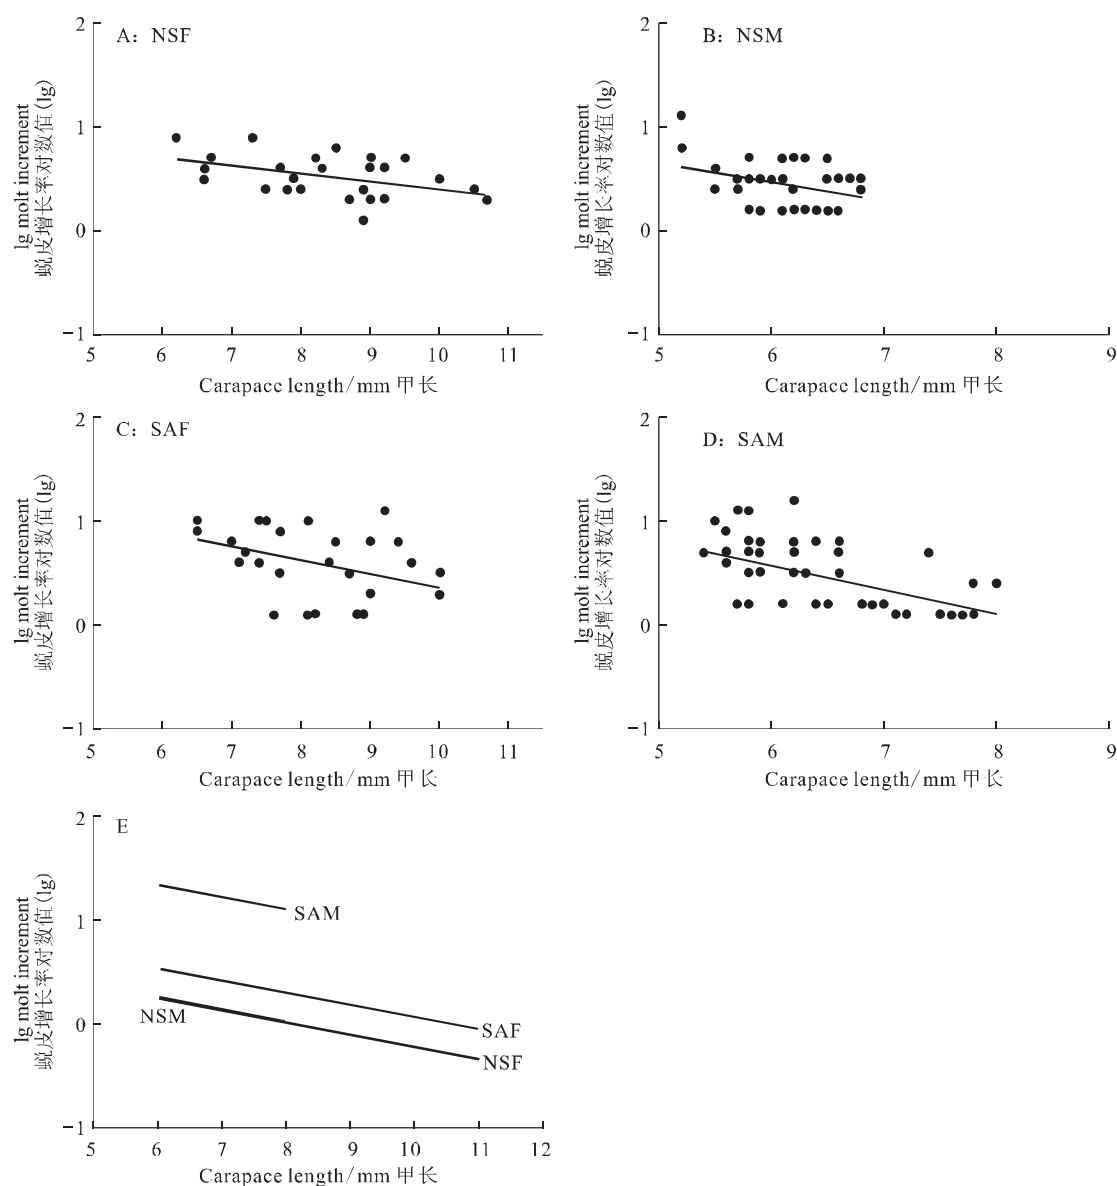 2
A: NSF
1
0
−1
lg molt increment
蜕皮增长率对数值(lg)
5 6 7 8 9 10 11
Carapace length/mm 甲长
2
B: NSM
1
0
−1
lg molt increment
蜕皮增长率对数值(lg)
5 6 7 8 9
Carapace length/mm 甲长
2
C: SAF
1
0
−1
lg molt increment
蜕皮增长率对数值(lg)
5 6 7 8 9 10 11
Carapace length/mm 甲长
2
D: SAM
1
0
−1
lg molt increment
蜕皮增长率对数值(lg)
5 6 7 8 9
Carapace length/mm 甲长
2
E
1
0
−1
lg molt increment
蜕皮增长率对数值(lg)
SAM
NSM
SAF
NSF
5 6 7 8 9 10 11 12
Carapace length/mm 甲长